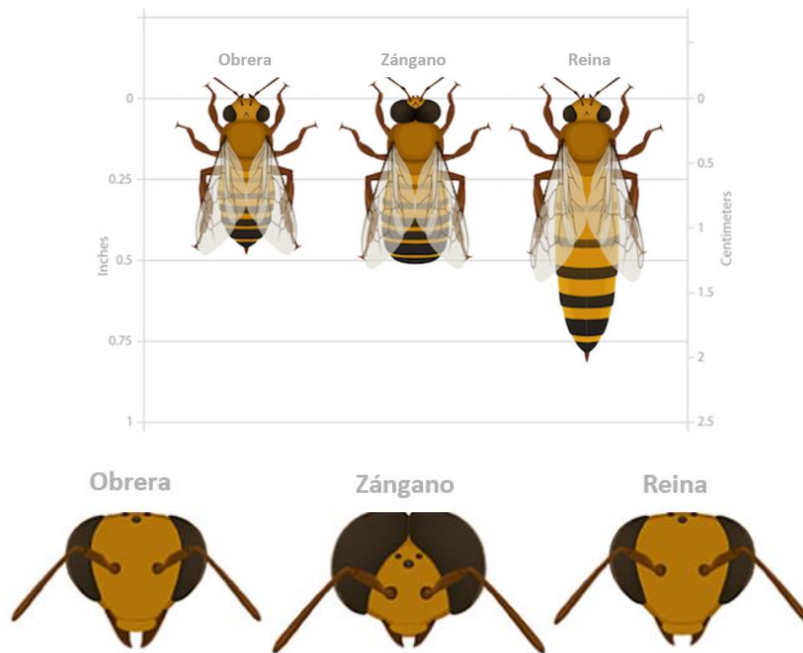 Obrera Zángano Reina
0 0
0.25 0.5
0.5 1
0.75 1.5
1 2
2.5
Inches
Centimeters
Obrera Zángano Reina